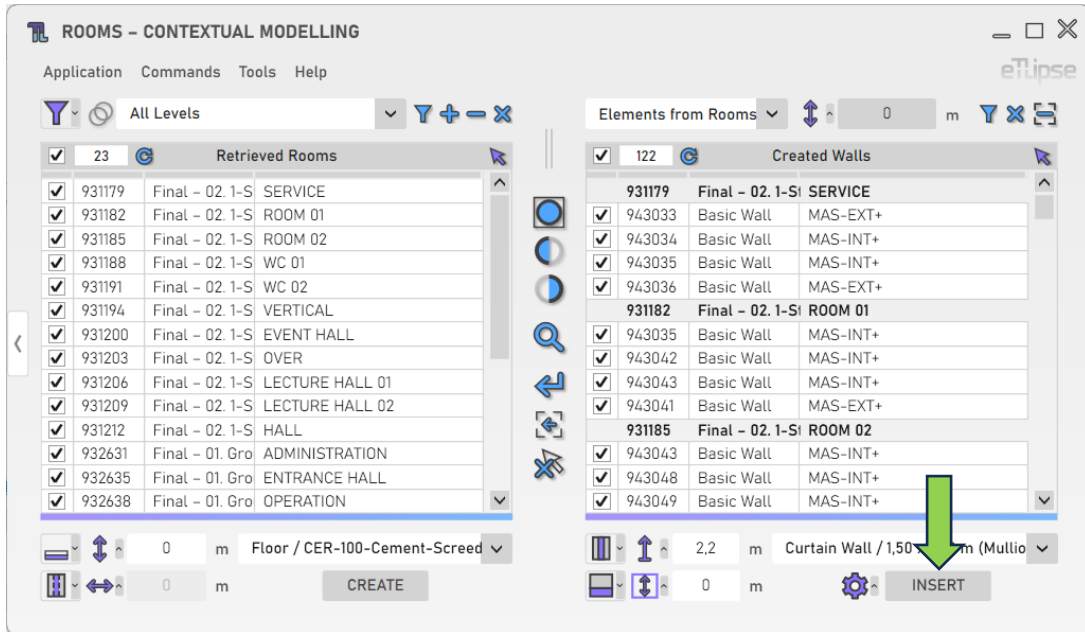 ROOMS – CONTEXTUAL MODELLING
Application Commands Tools Help
eTLipse
All Levels
Elements from Rooms 0 m
23 Retrieved Rooms
931179 Final – 02. 1-S SERVICE
931182 Final – 02. 1-S ROOM 01
931185 Final – 02. 1-S ROOM 02
931188 Final – 02. 1-S WC 01
931191 Final – 02. 1-S WC 02
931194 Final – 02. 1-S VERTICAL
931200 Final – 02. 1-S EVENT HALL
931203 Final – 02. 1-S OVER
931206 Final – 02. 1-S LECTURE HALL 01
931209 Final – 02. 1-S LECTURE HALL 02
931212 Final – 02. 1-S HALL
932631 Final – 01. Gro ADMINISTRATION
932635 Final – 01. Gro ENTRANCE HALL
932638 Final – 01. Gro OPERATION
0 m Floor / CER-100-Cement-Screed
0 m CREATE
122 Created Walls
931179 Final – 02. 1-St SERVICE
943033 Basic Wall MAS-EXT+
943034 Basic Wall MAS-INT+
943035 Basic Wall MAS-INT+
943036 Basic Wall MAS-EXT+
931182 Final – 02. 1-St ROOM 01
943035 Basic Wall MAS-INT+
943042 Basic Wall MAS-INT+
943043 Basic Wall MAS-INT+
943041 Basic Wall MAS-EXT+
931185 Final – 02. 1-St ROOM 02
943043 Basic Wall MAS-INT+
943048 Basic Wall MAS-INT+
943049 Basic Wall MAS-INT+
2,2 m Curtain Wall / 1,50 m (Mullio
0 m INSERT